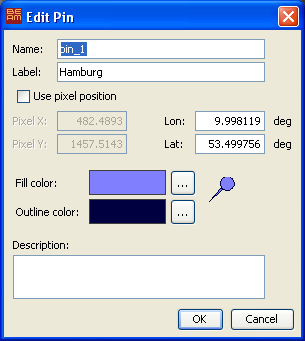 BEAM Edit Pin
Name: pin_1
Label: Hamburg
Use pixel position
Pixel X: 482.4893 Lon: 9.998119 deg
Pixel Y: 1457.5143 Lat: 53.499756 deg
Fill color: ...
Outline color: ...
Description:
OK Cancel